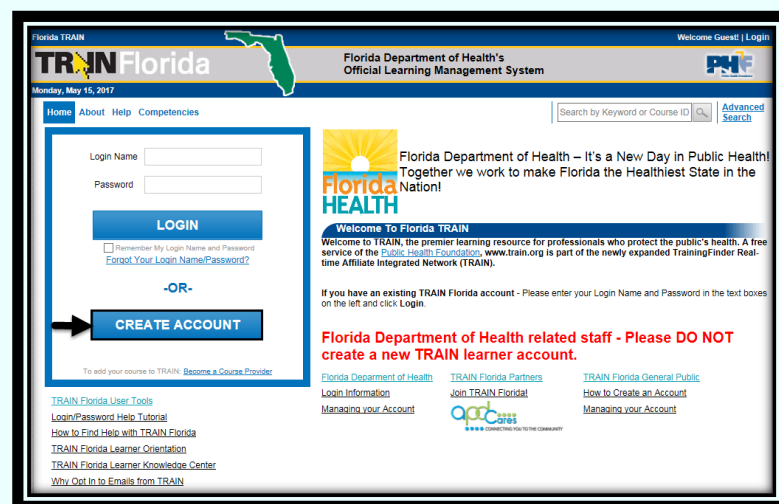 Florida TRAIN
Welcome Guest! | Login
TRAIN Florida
Florida Department of Health's
Official Learning Management System
PHF
Monday, May 15, 2017
Home About Help Competencies
Search by Keyword or Course ID
Advanced
Search
Login Name
Password
LOGIN
Remember My Login Name and Password
Forgot Your Login Name/Password?
-OR-
CREATE ACCOUNT
To add your course to TRAIN: Become a Course Provider
TRAIN Florida User Tools
Login/Password Help Tutorial
How to Find Help with TRAIN Florida
TRAIN Florida Learner Orientation
TRAIN Florida Learner Knowledge Center
Why Opt In to Emails from TRAIN
Florida
HEALTH
Florida Department of Health – It's a New Day in Public Health!
Together we work to make Florida the Healthiest State in the
Nation!
Welcome To Florida TRAIN
Welcome to TRAIN, the premier learning resource for professionals who protect the public's health. A free
service of the Public Health Foundation, www.train.org is part of the newly expanded TrainingFinder Real-
time Affiliate Integrated Network (TRAIN).
If you have an existing TRAIN Florida account - Please enter your Login Name and Password in the text boxes
on the left and click Login.
Florida Department of Health related staff - Please DO NOT
create a new TRAIN learner account.
Florida Department of Health
Login Information
Managing your Account
TRAIN Florida Partners
Join TRAIN Florida!
apdcares
CONNECTING YOU TO THE COMMUNITY
TRAIN Florida General Public
How to Create an Account
Managing your Account